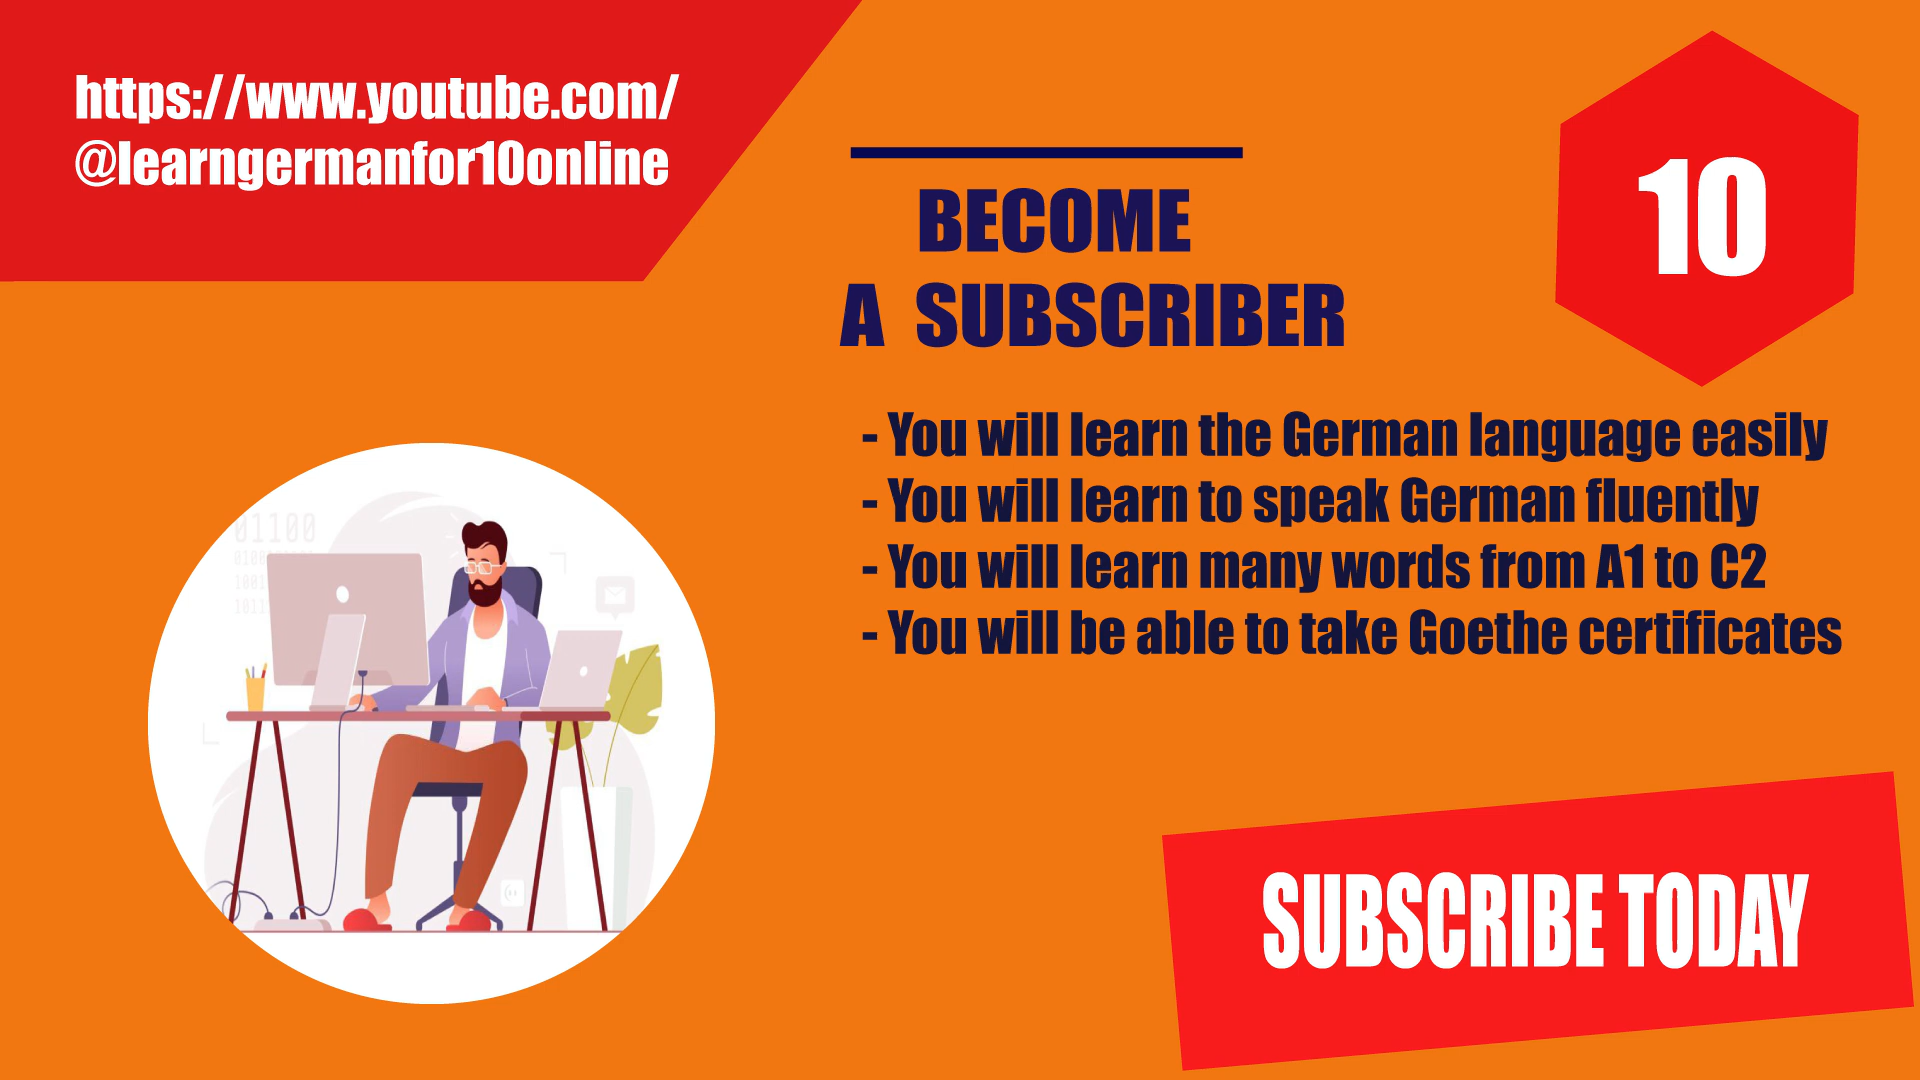 https://www.youtube.com/
@learngermanfor10online
10
BECOME
A SUBSCRIBER
- You will learn the German language easily
- You will learn to speak German fluently
- You will learn many words from A1 to C2
- You will be able to take Goethe certificates
01100
SUBSCRIBE TODAY